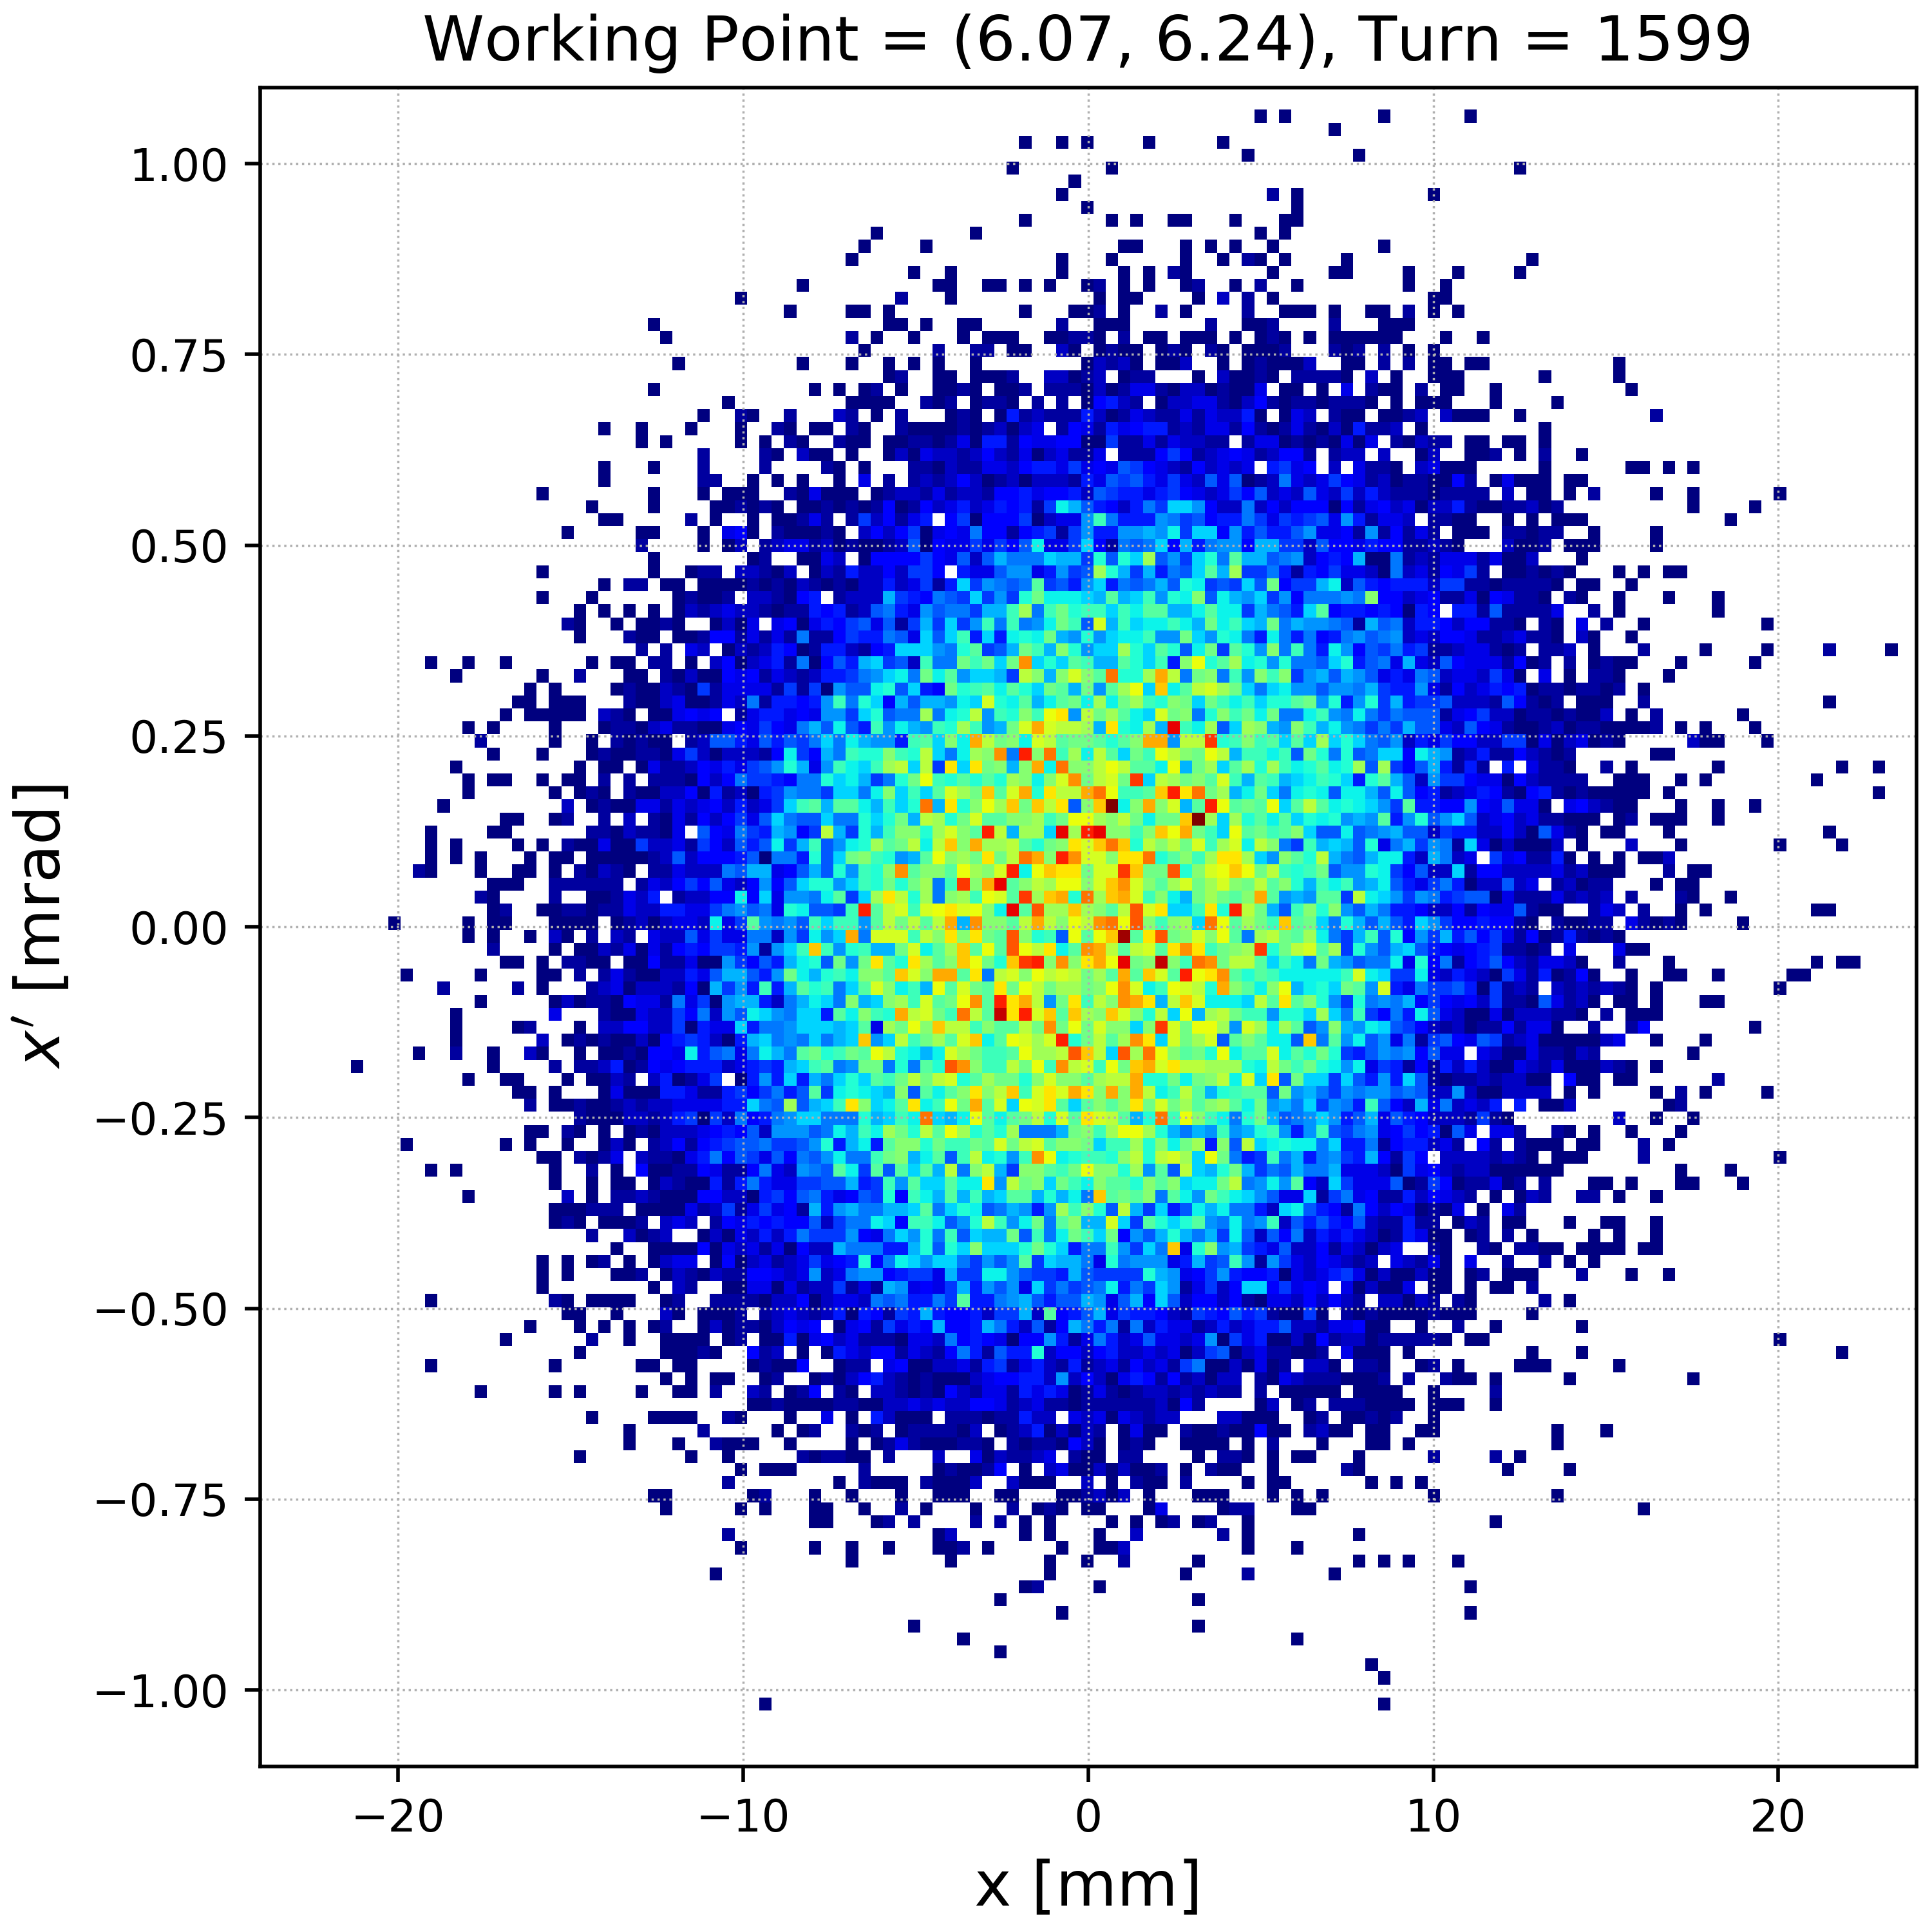 Working Point = (6.07, 6.24), Turn = 1599
1.00
0.75
0.50
0.25
0.00
−0.25
−0.50
−0.75
−1.00
x′ [mrad]
−20 −10 0 10 20
x [mm]